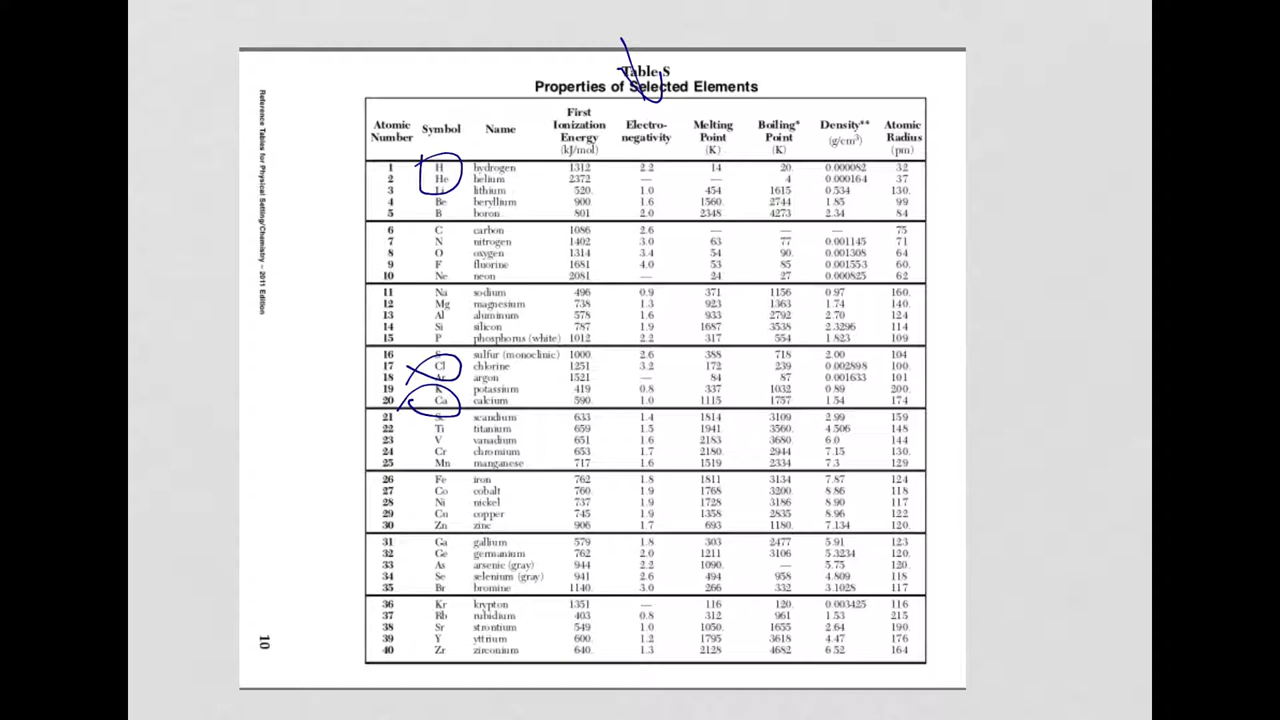 Table S
Properties of Selected Elements
Atomic Number Symbol Name First Ionization Energy (kJ/mol) Electro-negativity Melting Point (K) Boiling* Point (K) Density** (g/cm³) Atomic Radius (pm)
1 H hydrogen 1312 2.2 14 20. 0.000082 32
2 He helium 2372 — — 4 0.000164 37
3 Li lithium 520. 1.0 454 1615 0.534 130.
4 Be beryllium 900 1.6 1560. 2744 1.85 99
5 B boron 801 2.0 2348 4273 2.34 84
6 C carbon 1086 2.6 — — — 75
7 N nitrogen 1402 3.0 63 77 0.001145 71
8 O oxygen 1314 3.4 54 90. 0.001308 64
9 F fluorine 1681 4.0 53 85 0.001553 60.
10 Ne neon 2081 — 24 27 0.000825 62
11 Na sodium 496 0.9 371 1156 0.97 160.
12 Mg magnesium 738 1.3 923 1363 1.74 140.
13 Al aluminum 578 1.6 933 2792 2.70 124
14 Si silicon 787 1.9 1687 3538 2.3296 114
15 P phosphorus (white) 1012 2.2 317 554 1.823 109
16 S sulfur (monoclinic) 1000. 2.6 388 718 2.00 104
17 Cl chlorine 1251 3.2 172 239 0.002898 100.
18 Ar argon 1521 — 84 87 0.001633 101
19 K potassium 419 0.8 337 1032 0.89 200.
20 Ca calcium 590. 1.0 1115 1757 1.54 174
21 Sc scandium 633 1.4 1814 3109 2.99 159
22 Ti titanium 659 1.5 1941 3560. 4.506 148
23 V vanadium 651 1.6 2183 3680. 6.0 144
24 Cr chromium 653 1.7 2180. 2944 7.15 130.
25 Mn manganese 717 1.6 1519 2334 7.3 129
26 Fe iron 762 1.8 1811 3134 7.87 124
27 Co cobalt 760. 1.9 1768 3200. 8.86 118
28 Ni nickel 737 1.9 1728 3186 8.90 117
29 Cu copper 745 1.9 1358 2835 8.96 122
30 Zn zinc 906 1.7 693 1180. 7.134 120.
31 Ga gallium 579 1.8 303 2477 5.91 123
32 Ge germanium 762 2.0 1211 3106 5.3234 120.
33 As arsenic (gray) 944 2.2 1090. — 5.75 120.
34 Se selenium (gray) 941 2.6 494 958 4.809 118
35 Br bromine 1140. 3.0 266 332 3.1028 117
36 Kr krypton 1351 — 116 120. 0.003425 116
37 Rb rubidium 403 0.8 312 961 1.53 215
38 Sr strontium 549 1.0 1050. 1655 2.64 190.
39 Y yttrium 600. 1.2 1795 3618 4.47 176
40 Zr zirconium 640. 1.3 2128 4682 6.52 164
Reference Tables for Physical Setting/Chemistry – 2011 Edition
10